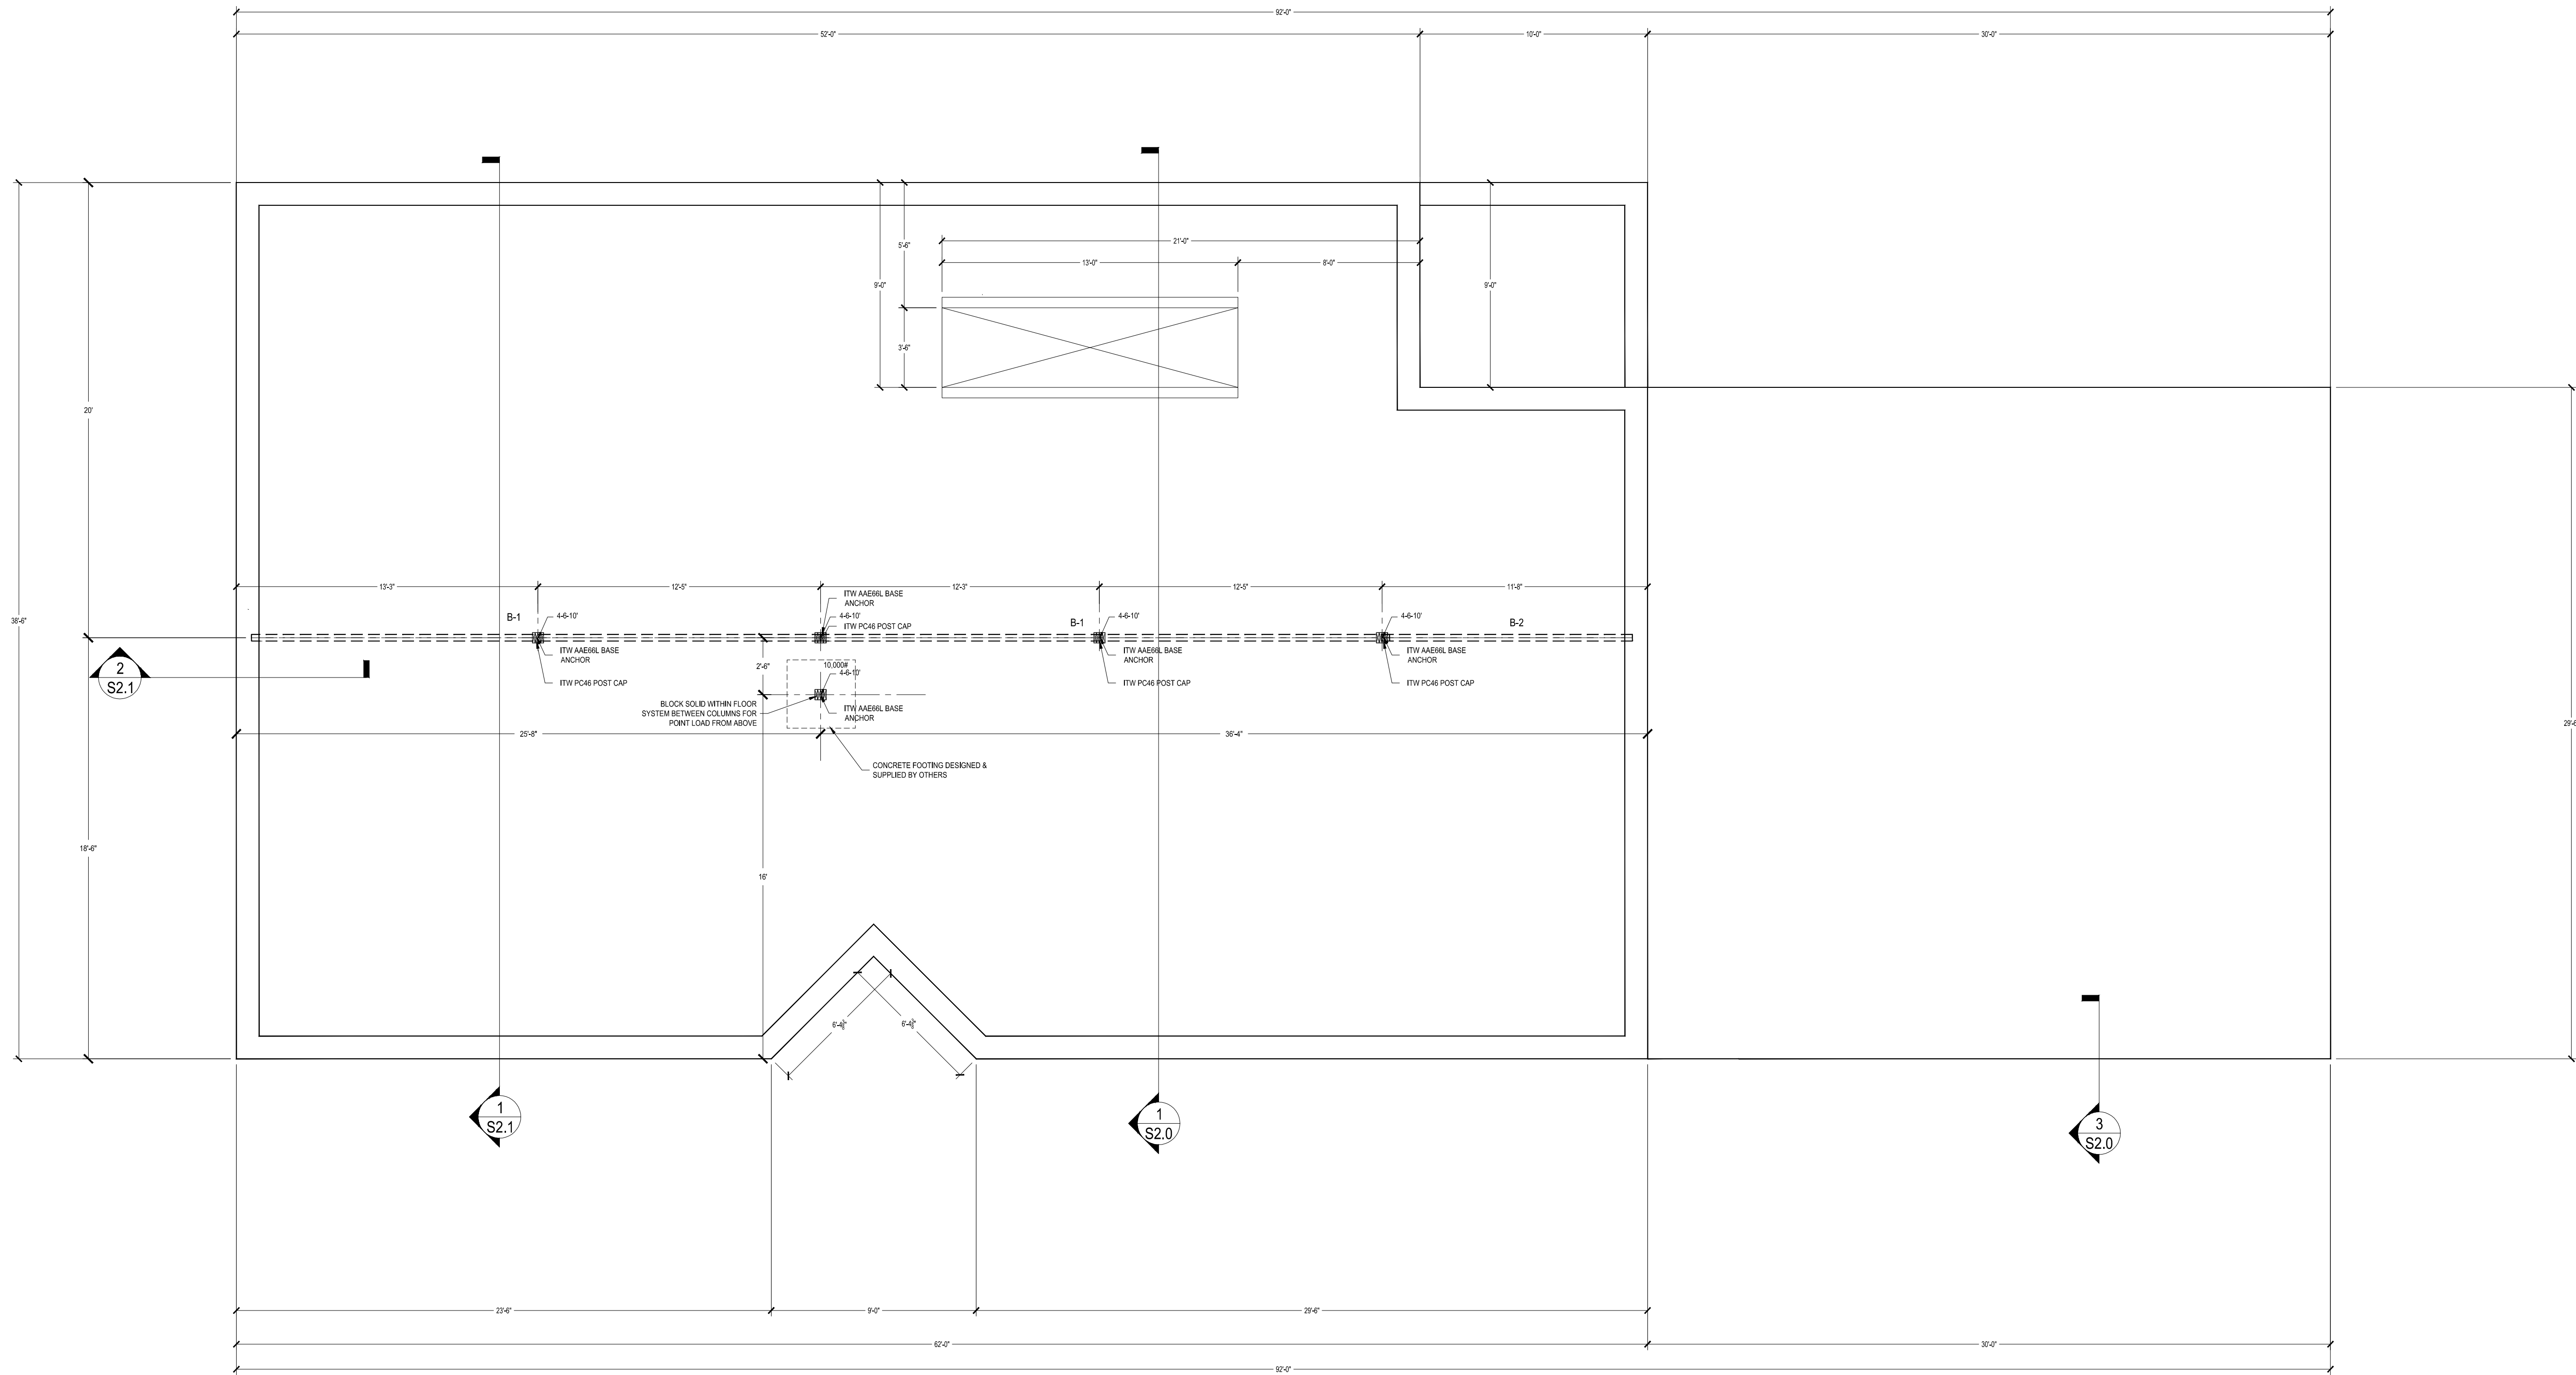 92'-0"
52'-0"
10'-0"
30'-0"
5'-6"
21'-0"
13'-0"
8'-0"
9'-0"
9'-0"
3'-6"
20'
38'-6"
13'-3"
12'-5"
12'-3"
12'-5"
11'-8"
B-1
4-6-10'
ITW AAE66L BASE
ANCHOR
4-6-10'
ITW PC46 POST CAP
B-1
4-6-10'
4-6-10'
B-2
ITW AAE66L BASE
ANCHOR
ITW PC46 POST CAP
ITW AAE66L BASE
ANCHOR
ITW PC46 POST CAP
ITW AAE66L BASE
ANCHOR
ITW PC46 POST CAP
2
S2.1
2'-6"
10,000#
4-6-10'
BLOCK SOLID WITHIN FLOOR
SYSTEM BETWEEN COLUMNS FOR
POINT LOAD FROM ABOVE
ITW AAE66L BASE
ANCHOR
25'-8"
36'-4"
CONCRETE FOOTING DESIGNED &
SUPPLIED BY OTHERS
18'-6"
16'
6'-4
6'-4
1
S2.1
1
S2.0
3
S2.0
23'-6"
9'-0"
29'-6"
62'-0"
30'-0"
92'-0"